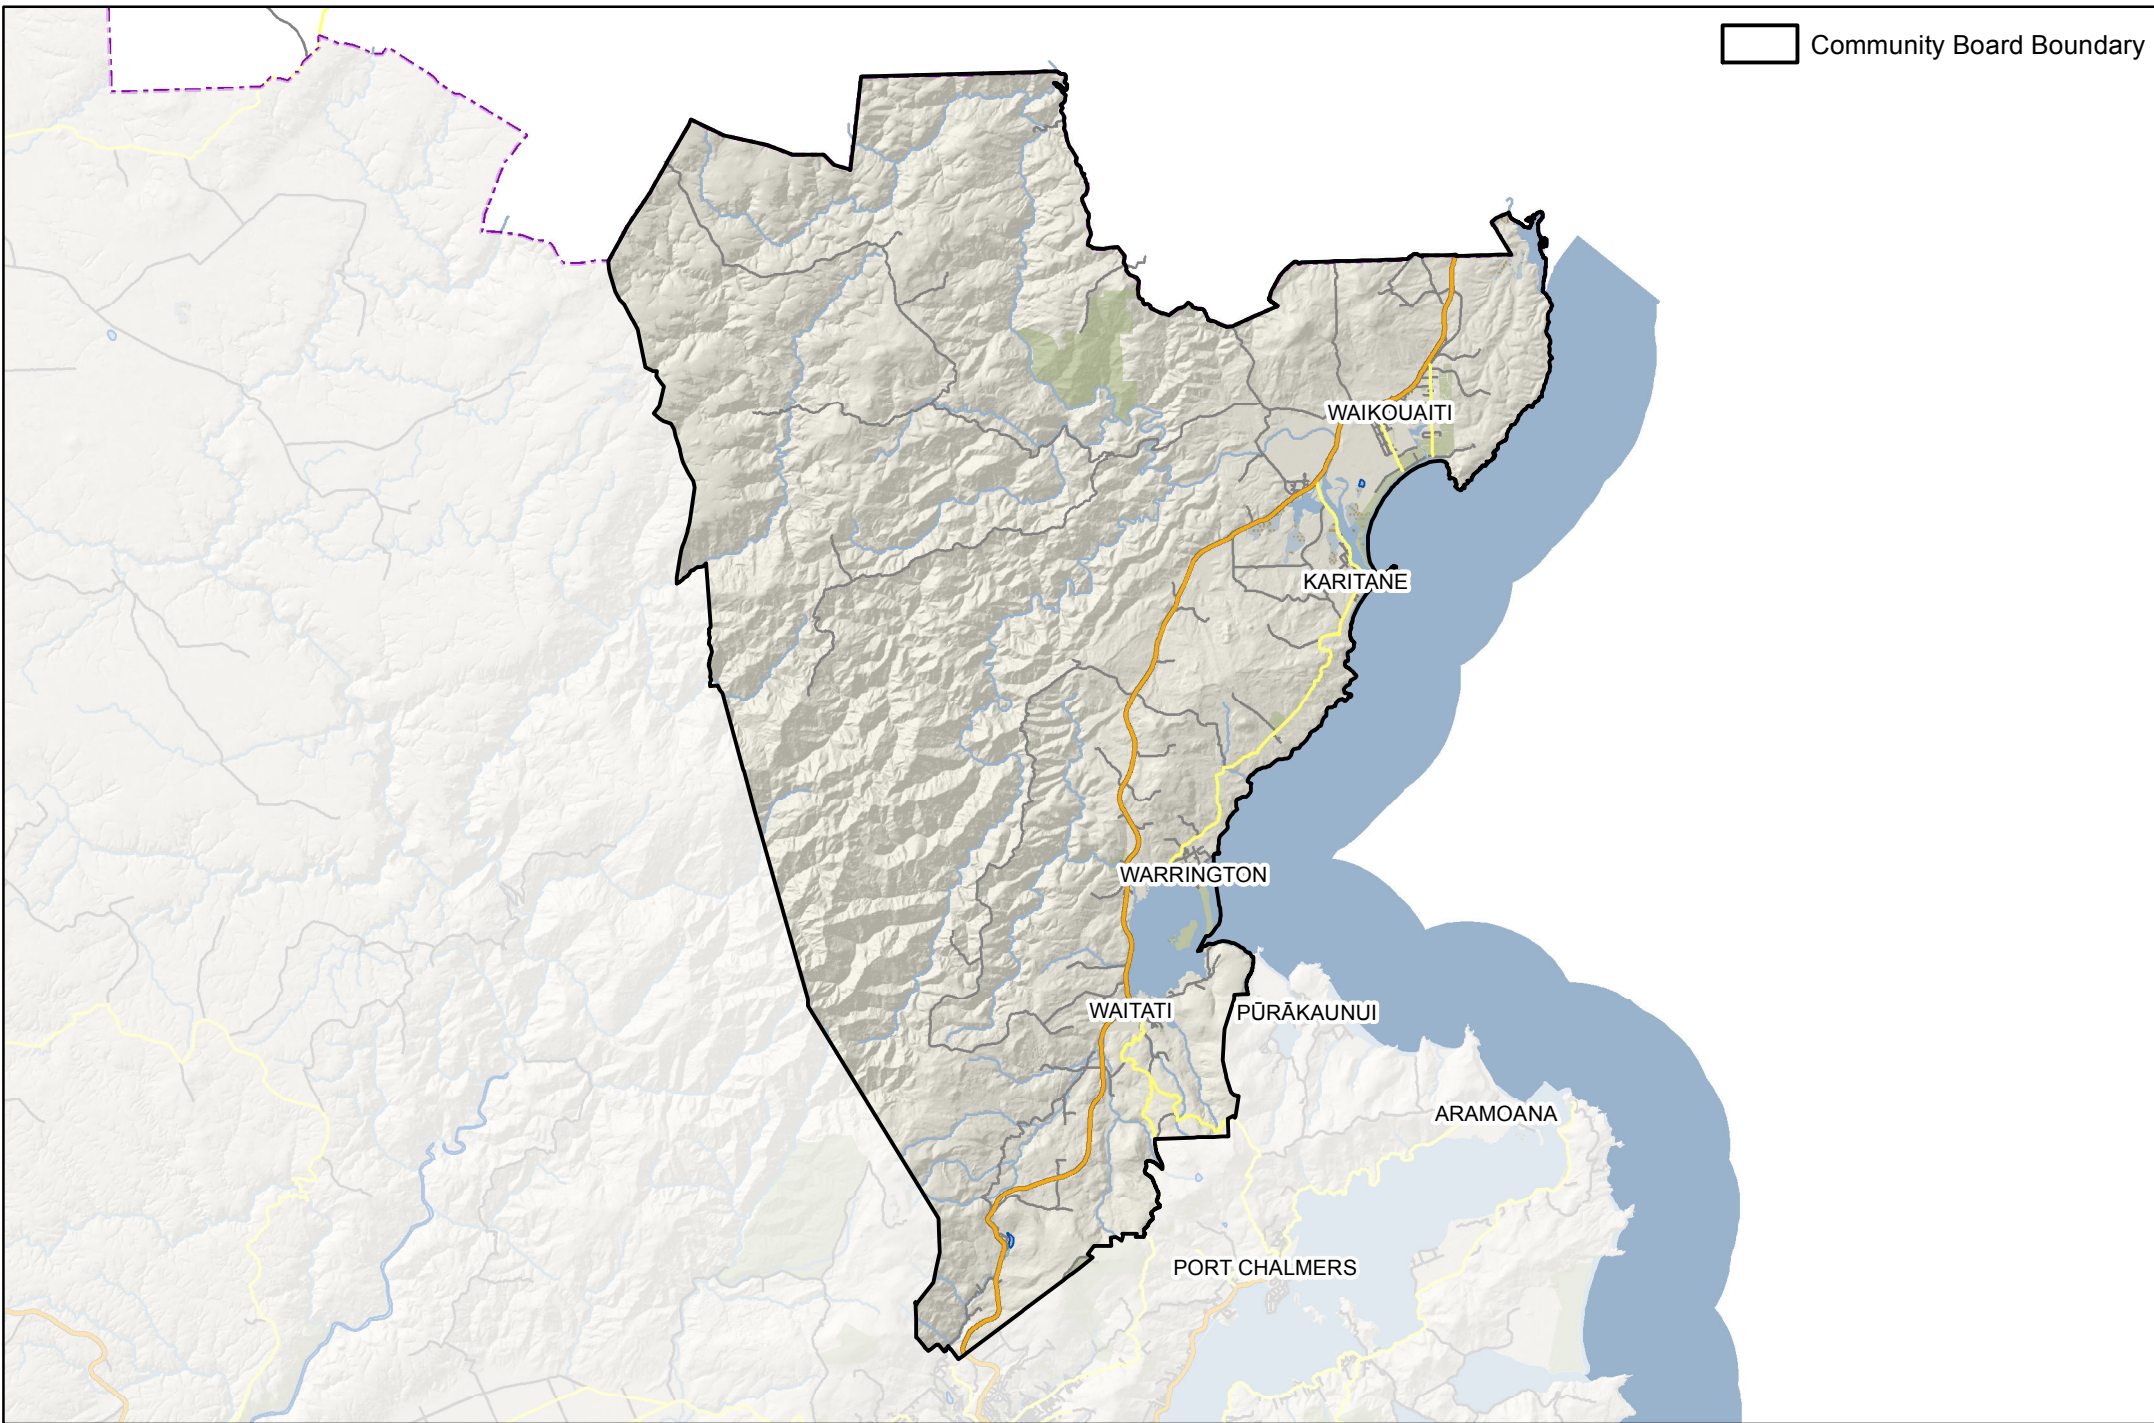 Community Board Boundary
WAIKOUAITI
KARITANE
WARRINGTON
WAITATI
PŪRĀKAUNUI
ARAMOANA
PORT CHALMERS